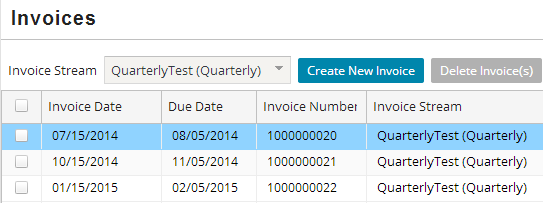 Invoices
Invoice Stream QuarterlyTest (Quarterly) Create New Invoice Delete Invoice(s)
Invoice Date Due Date Invoice Number Invoice Stream
07/15/2014 08/05/2014 1000000020 QuarterlyTest (Quarterly)
10/15/2014 11/05/2014 1000000021 QuarterlyTest (Quarterly)
01/15/2015 02/05/2015 1000000022 QuarterlyTest (Quarterly)